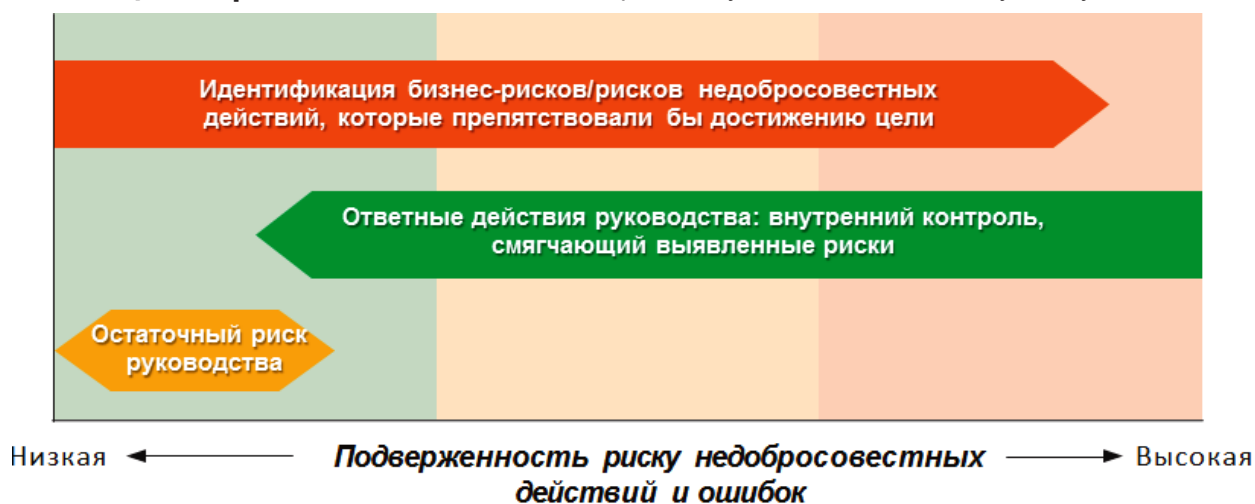 Идентификация бизнес-рисков/рисков недобросовестных
действий, которые препятствовали бы достижению цели
Ответные действия руководства: внутренний контроль,
смягчающий выявленные риски
Остаточный риск
руководства
Низкая
Подверженность риску недобросовестных
действий и ошибок
Высокая